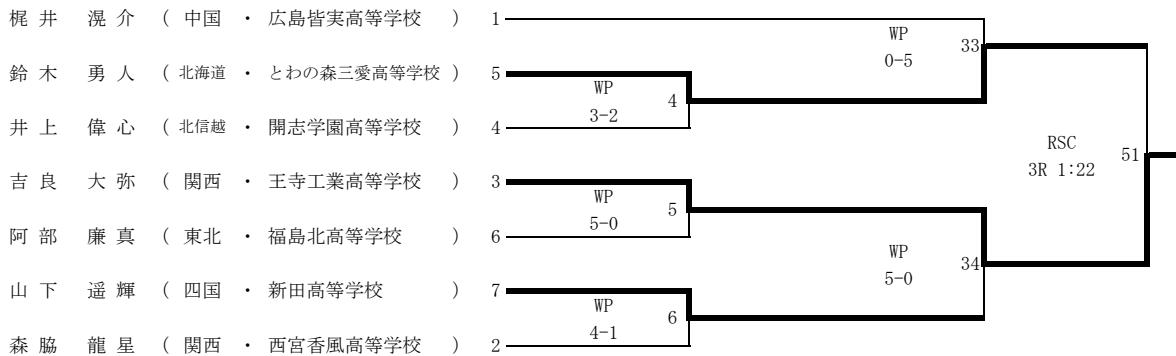 梶井 滉介 ( 中国 ・ 広島皆実高等学校 ) 1
WP 33
0-5
鈴木 勇人 ( 北海道 ・ とわの森三愛高等学校 ) 5
WP 4
3-2
井上 偉心 ( 北信越 ・ 開志学園高等学校 ) 4
RSC 51
3R 1:22
吉良 大弥 ( 関西 ・ 王寺工業高等学校 ) 3
WP 5
5-0
阿部 廉真 ( 東北 ・ 福島北高等学校 ) 6
WP 34
5-0
山下 遥輝 ( 四国 ・ 新田高等学校 ) 7
WP 6
4-1
森脇 龍星 ( 関西 ・ 西宮香風高等学校 ) 2